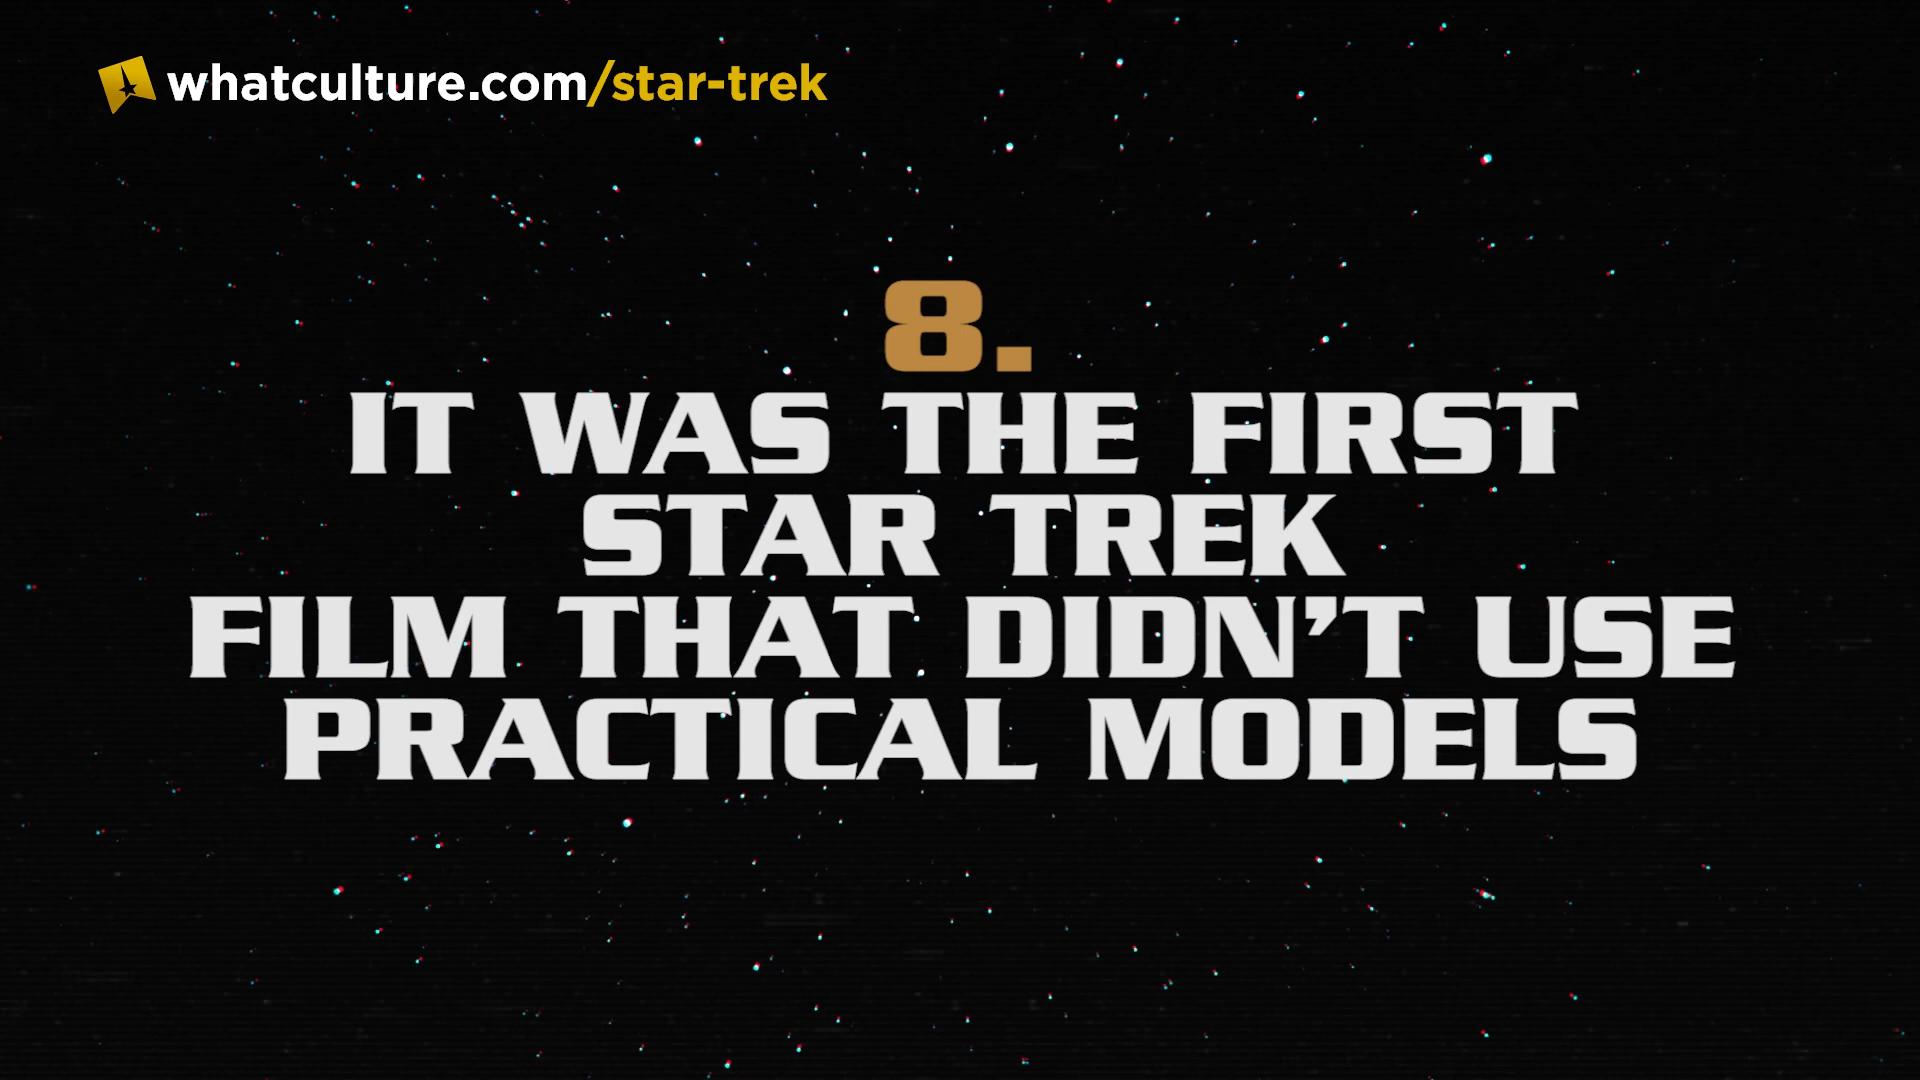 whatculture.com/star-trek
8.
IT WAS THE FIRST
STAR TREK
FILM THAT DIDN'T USE
PRACTICAL MODELS